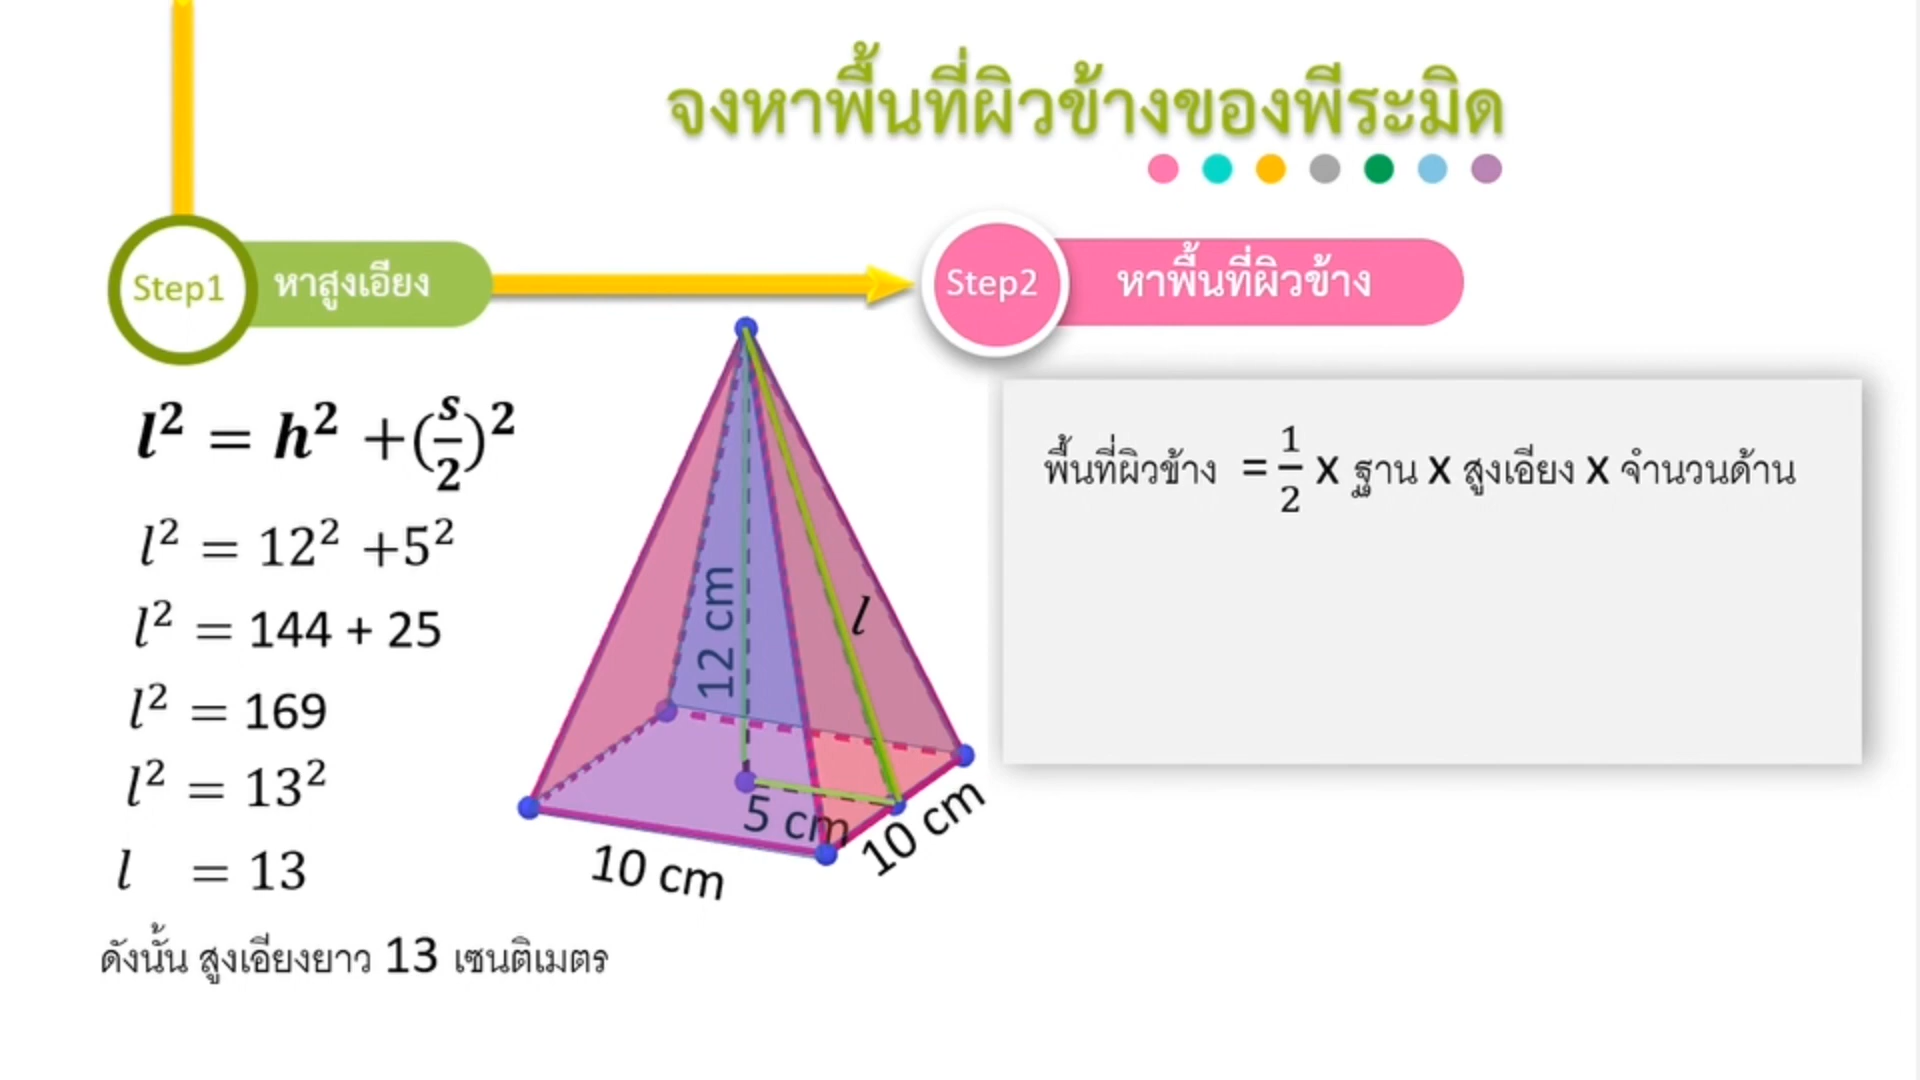 จงหาพื้นที่ผิวข้างของพีระมิด
Step1 หาสูงเอียง
Step2 หาพื้นที่ผิวข้าง
l² = h² +(s/2)²
l² = 12² +5²
l² = 144 + 25
l² = 169
l² = 13²
l = 13
ดังนั้น สูงเอียงยาว 13 เซนติเมตร
12 cm
l
5 cm
10 cm
10 cm
พื้นที่ผิวข้าง = 1/2 x ฐาน x สูงเอียง x จำนวนด้าน